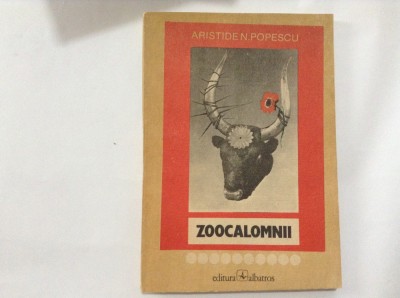 ARISTIDE N. POPESCU
ZOOCALOMNII
editura albatros